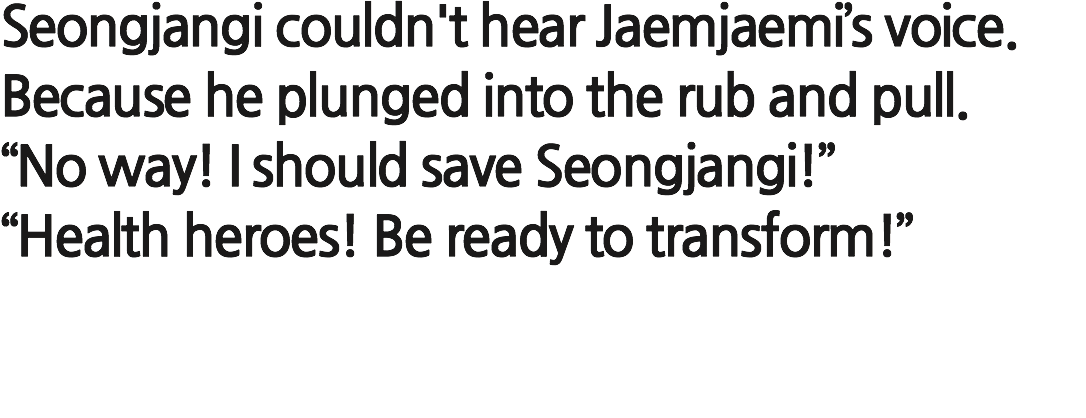 Seongjangi couldn't hear Jaemjaemi’s voice.
Because he plunged into the rub and pull.
“No way! I should save Seongjangi!”
“Health heroes! Be ready to transform!”